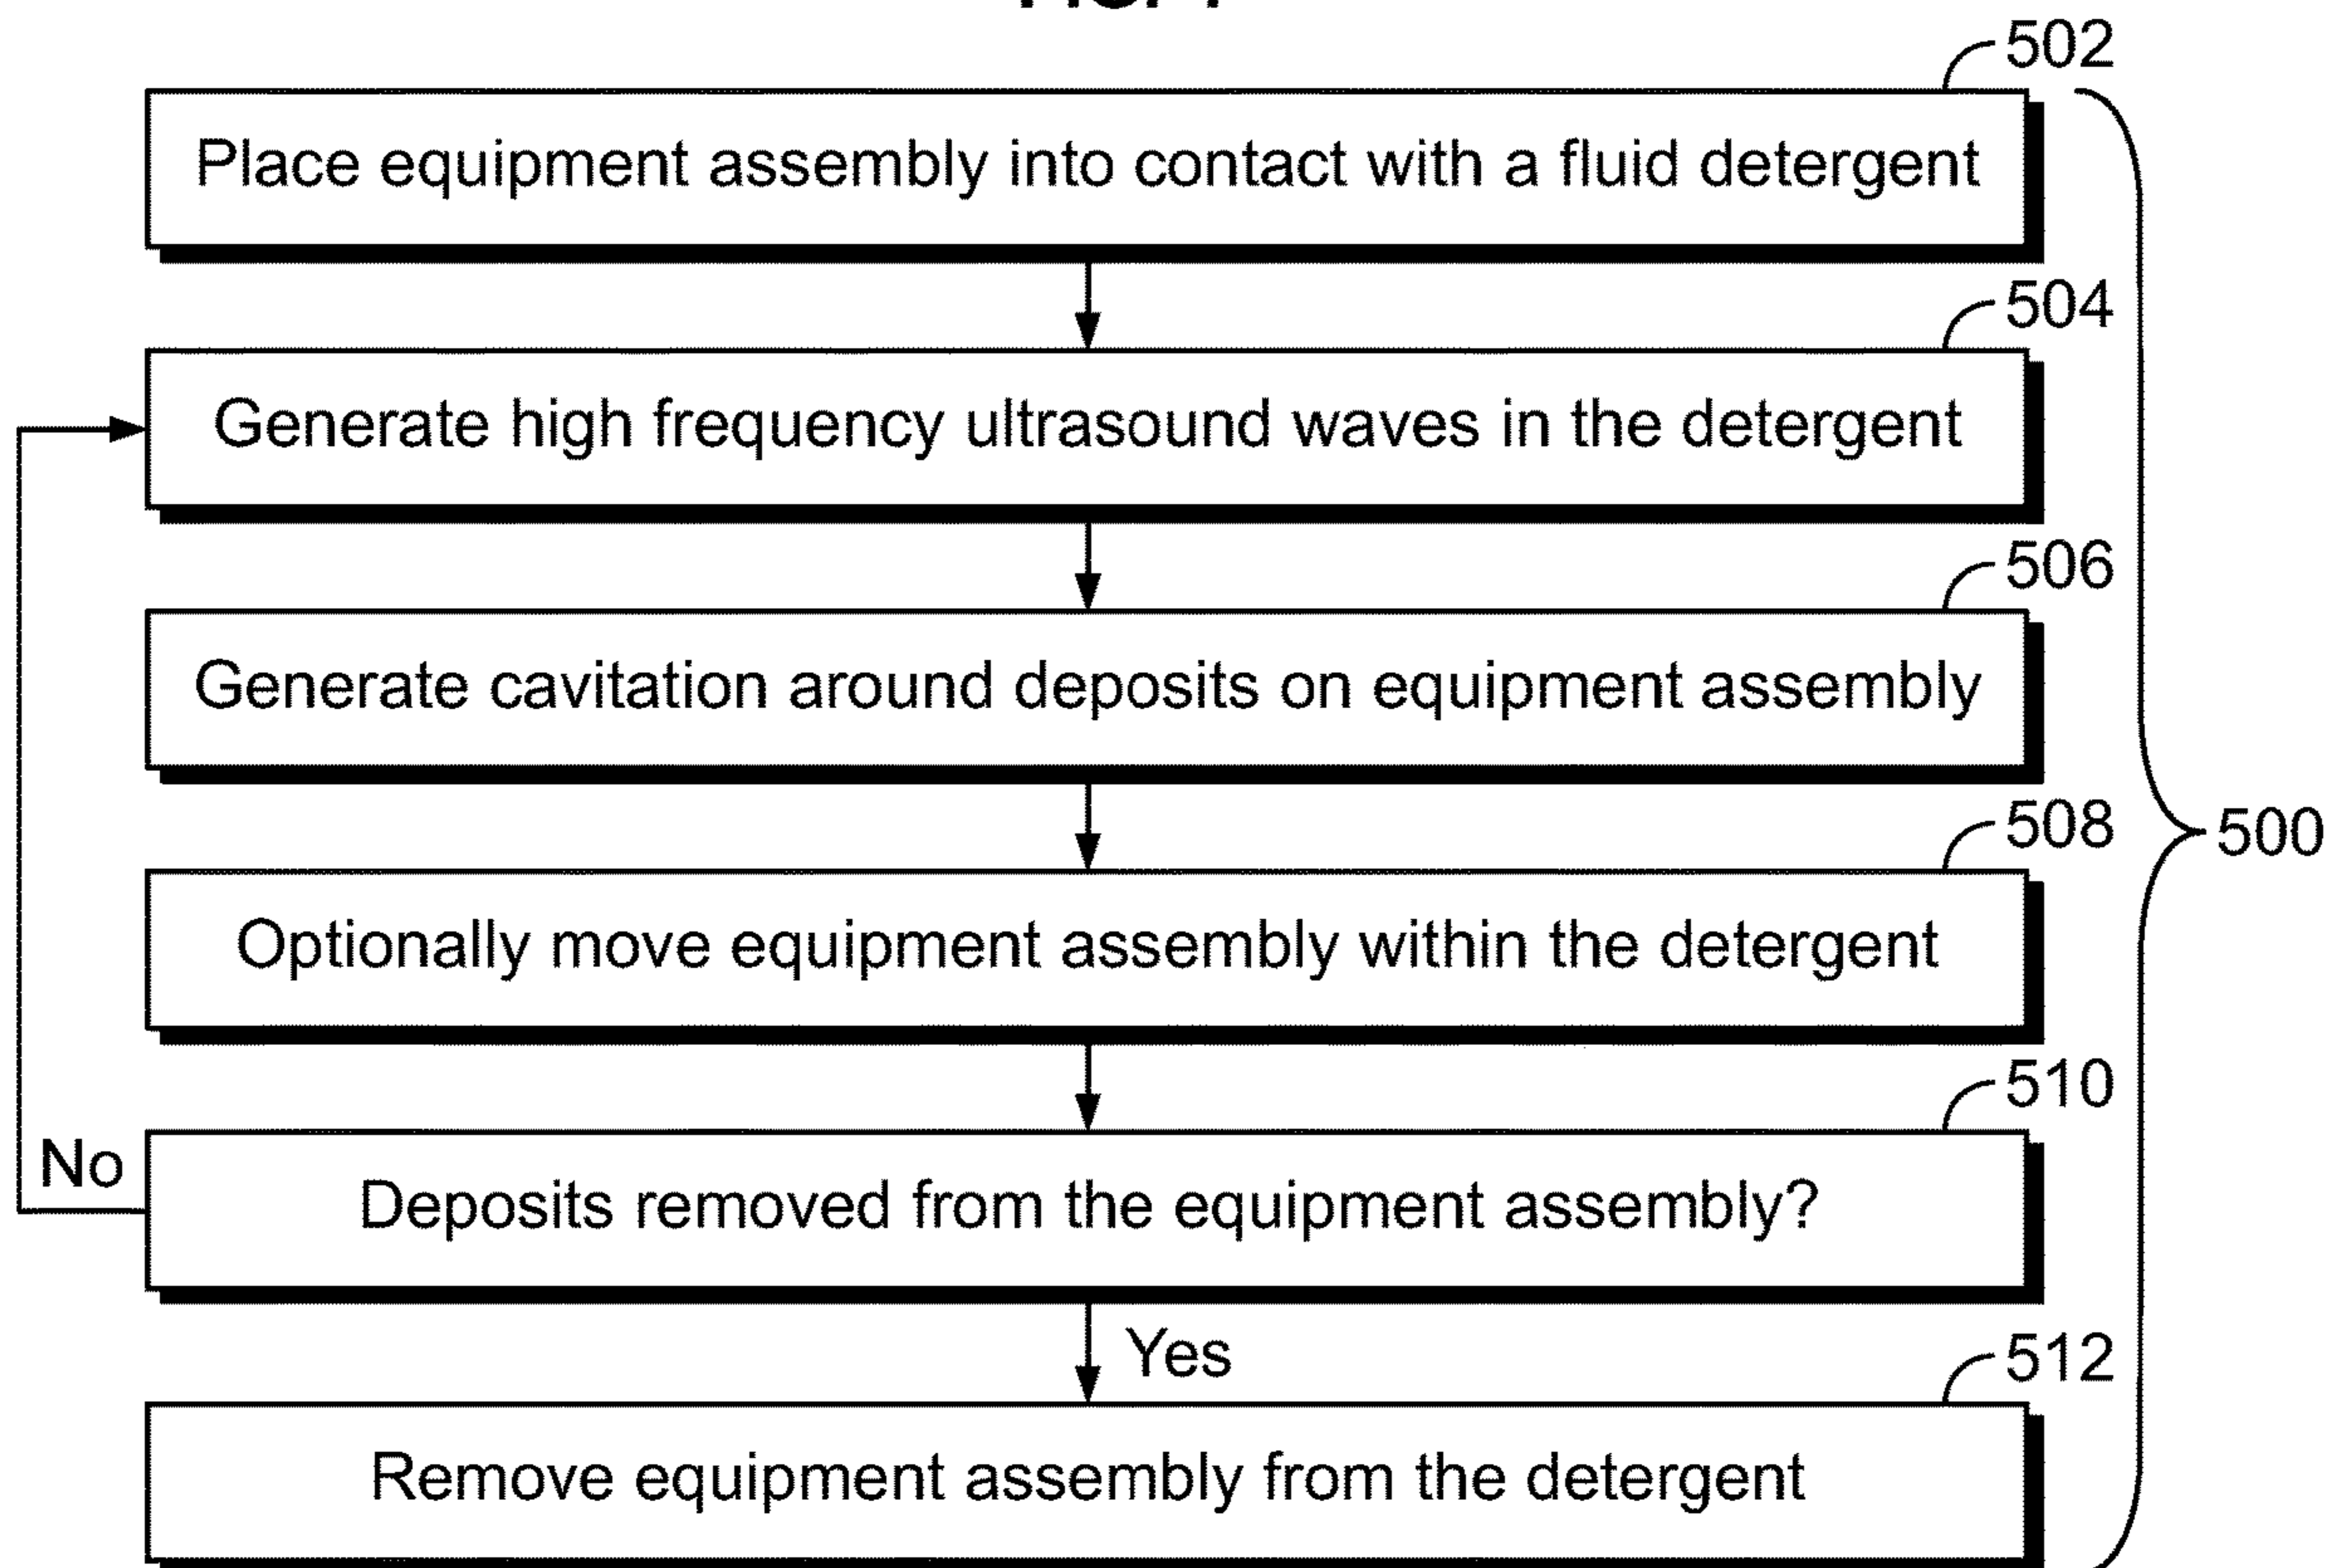 502
Place equipment assembly into contact with a fluid detergent
504
Generate high frequency ultrasound waves in the detergent
506
Generate cavitation around deposits on equipment assembly
508
500
Optionally move equipment assembly within the detergent
510
No
Deposits removed from the equipment assembly?
Yes
512
Remove equipment assembly from the detergent